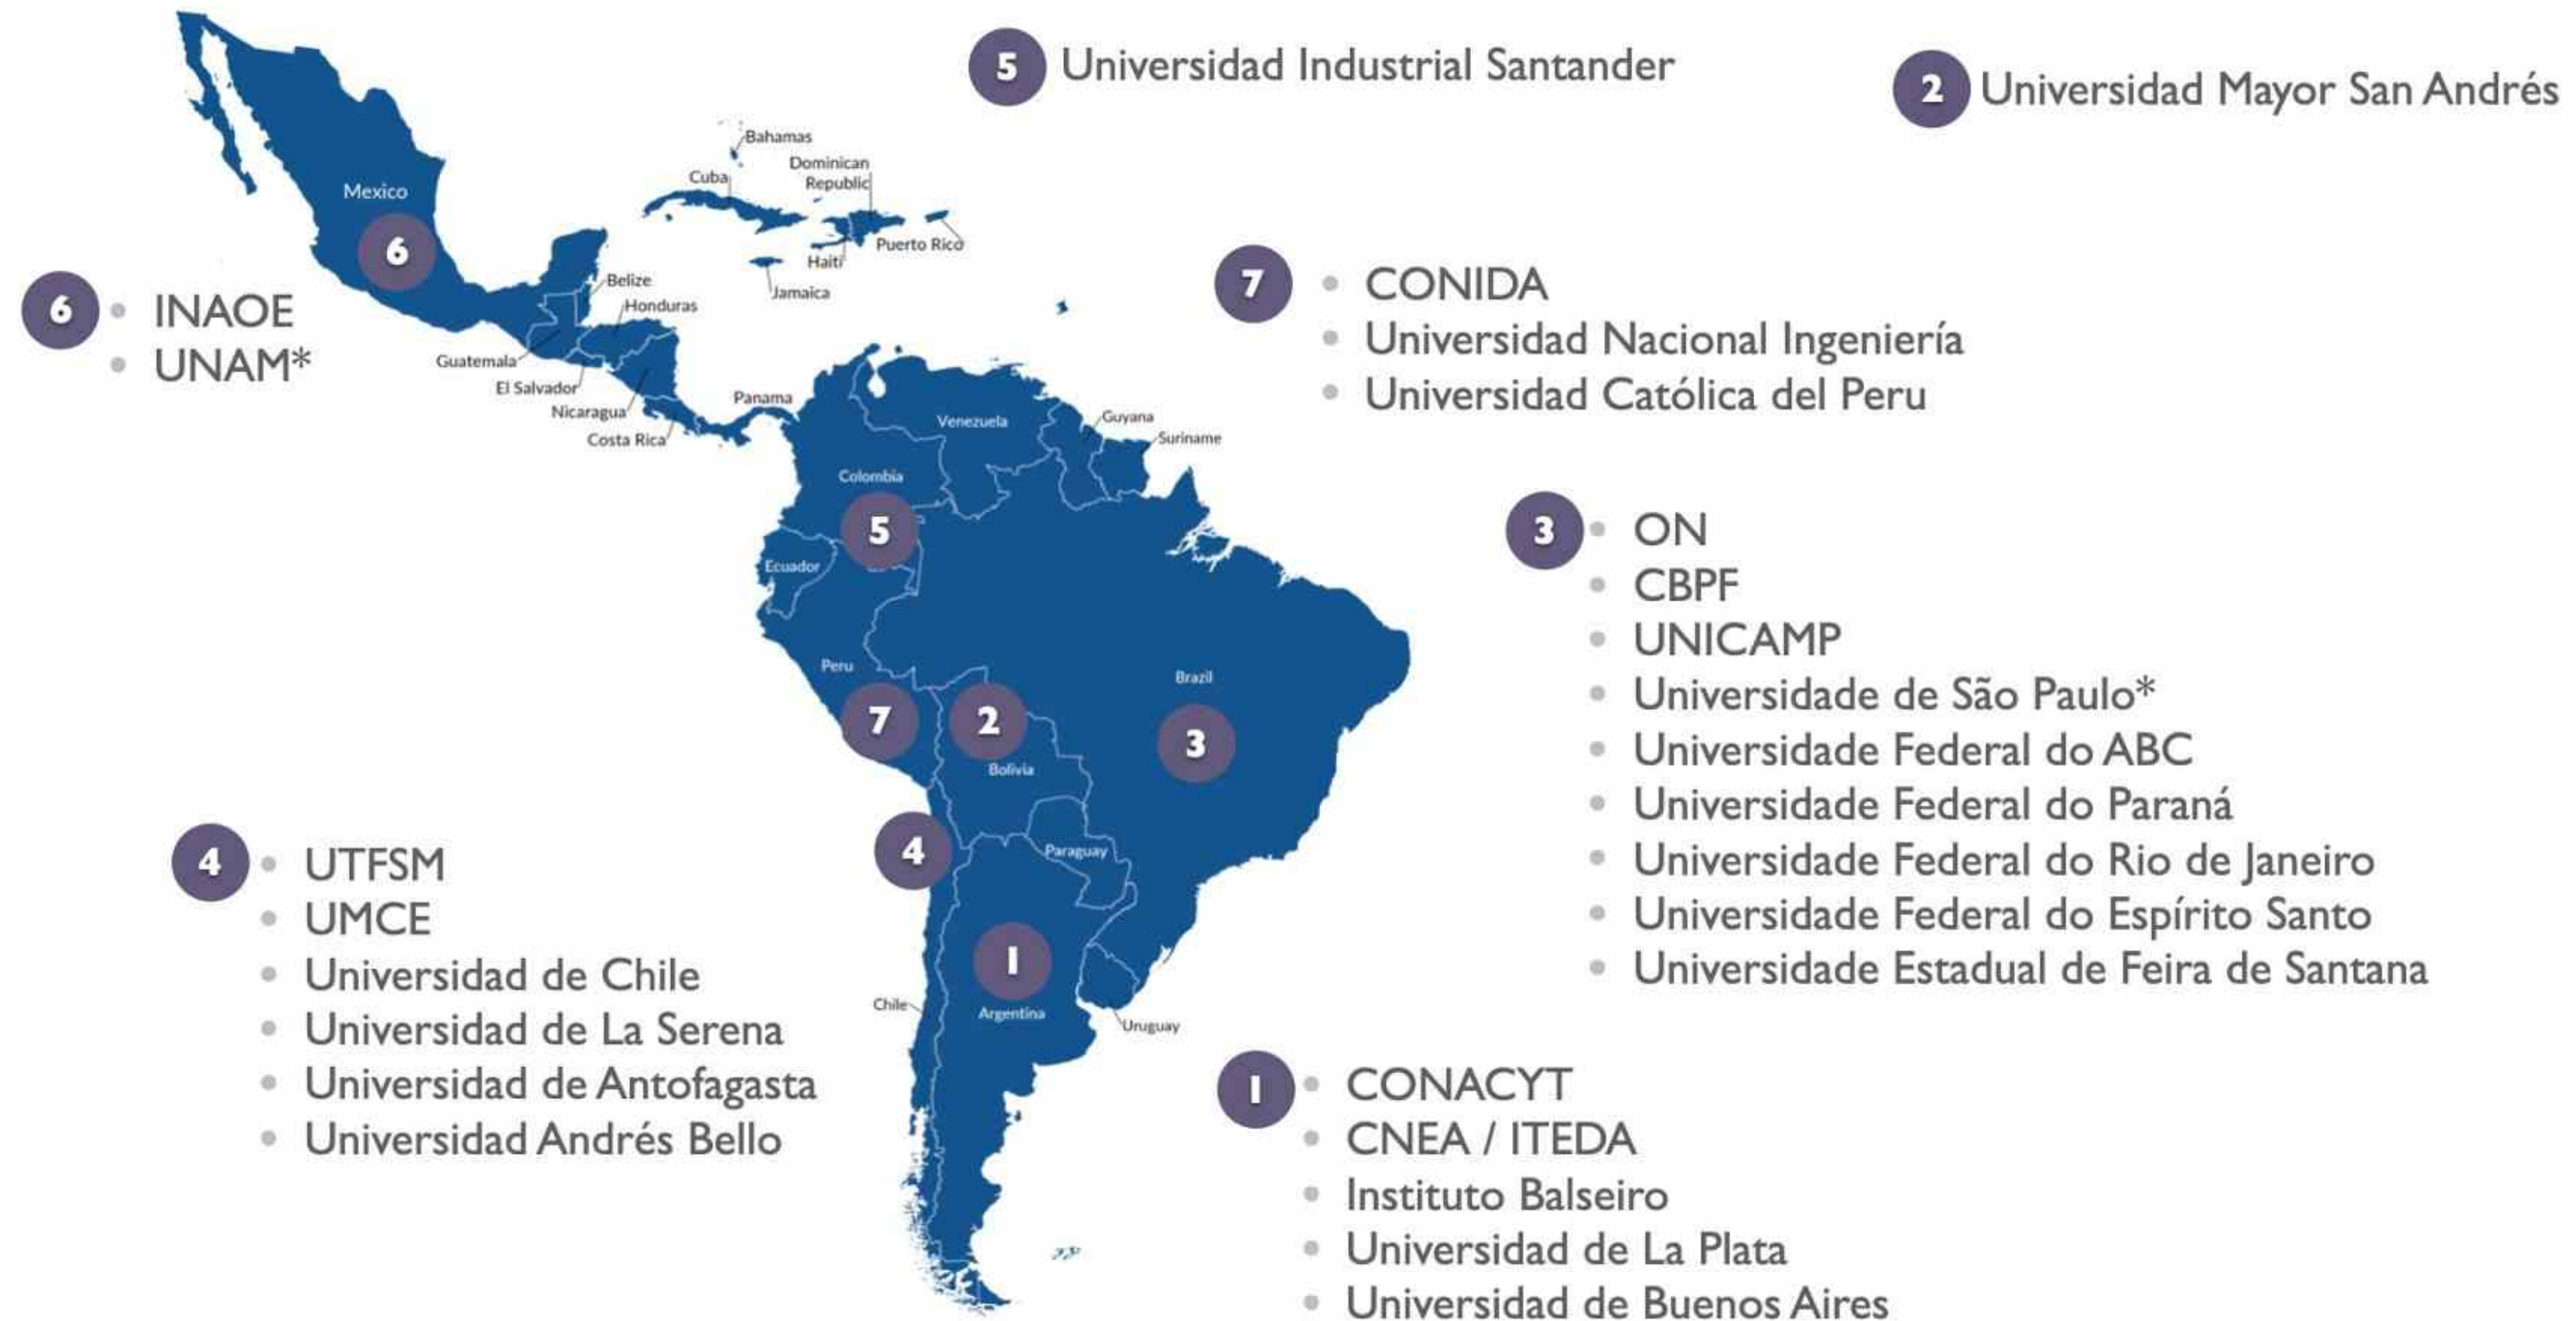 5 Universidad Industrial Santander
2 Universidad Mayor San Andrés
Bahamas
Dominican
Republic
Cuba
Mexico
Puerto Rico
Haiti
Jamaica
6
Belize
Honduras
Guatemala
El Salvador
Nicaragua
Costa Rica
Panama
6
• INAOE
• UNAM*
7
• CONIDA
• Universidad Nacional Ingeniería
• Universidad Católica del Peru
Venezuela
Guyana
Suriname
Colombia
5
Ecuador
Peru
Brazil
7
2
3
Bolivia
4
Paraguay
1
Chile
Argentina
Uruguay
3
• ON
• CBPF
• UNICAMP
• Universidade de São Paulo*
• Universidade Federal do ABC
• Universidade Federal do Paraná
• Universidade Federal do Rio de Janeiro
• Universidade Federal do Espírito Santo
• Universidade Estadual de Feira de Santana
4
• UTFSM
• UMCE
• Universidad de Chile
• Universidad de La Serena
• Universidad de Antofagasta
• Universidad Andrés Bello
1
• CONACYT
• CNEA / ITEDA
• Instituto Balseiro
• Universidad de La Plata
• Universidad de Buenos Aires